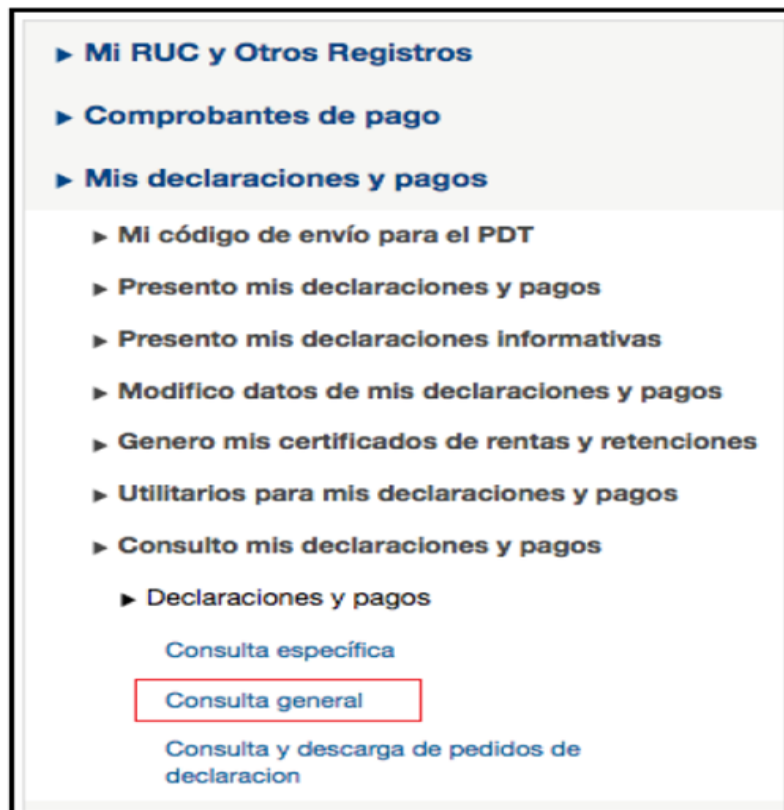 Mi RUC y Otros Registros
Comprobantes de pago
Mis declaraciones y pagos
Mi código de envío para el PDT
Presento mis declaraciones y pagos
Presento mis declaraciones informativas
Modifico datos de mis declaraciones y pagos
Genero mis certificados de rentas y retenciones
Utilitarios para mis declaraciones y pagos
Consulto mis declaraciones y pagos
Declaraciones y pagos
Consulta específica
Consulta general
Consulta y descarga de pedidos de
declaracion